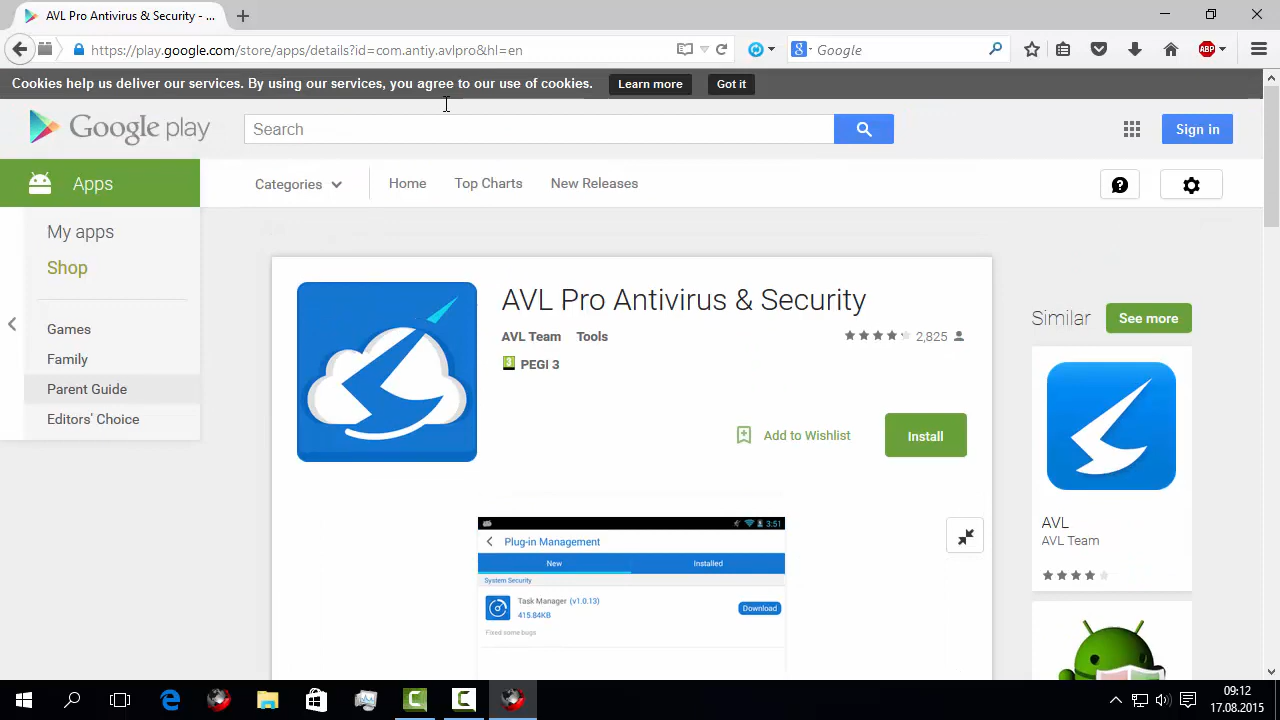 AVL Pro Antivirus & Security - ...
https://play.google.com/store/apps/details?id=com.antiy.avlpro&hl=en
Google
ABP
Cookies help us deliver our services. By using our services, you agree to our use of cookies.
Learn more
Got it
Google play
Search
Sign in
Apps
Categories
Home
Top Charts
New Releases
My apps
Shop
Games
Family
Parent Guide
Editors' Choice
AVL Pro Antivirus & Security
AVL Team Tools
2,825
3 PEGI 3
Add to Wishlist
Install
Similar
See more
AVL
AVL Team
3:51
Plug-in Management
New
Installed
System Security
Task Manager (v1.0.13)
415.84KB
Download
Fixed some bugs
09:12
17.08.2015